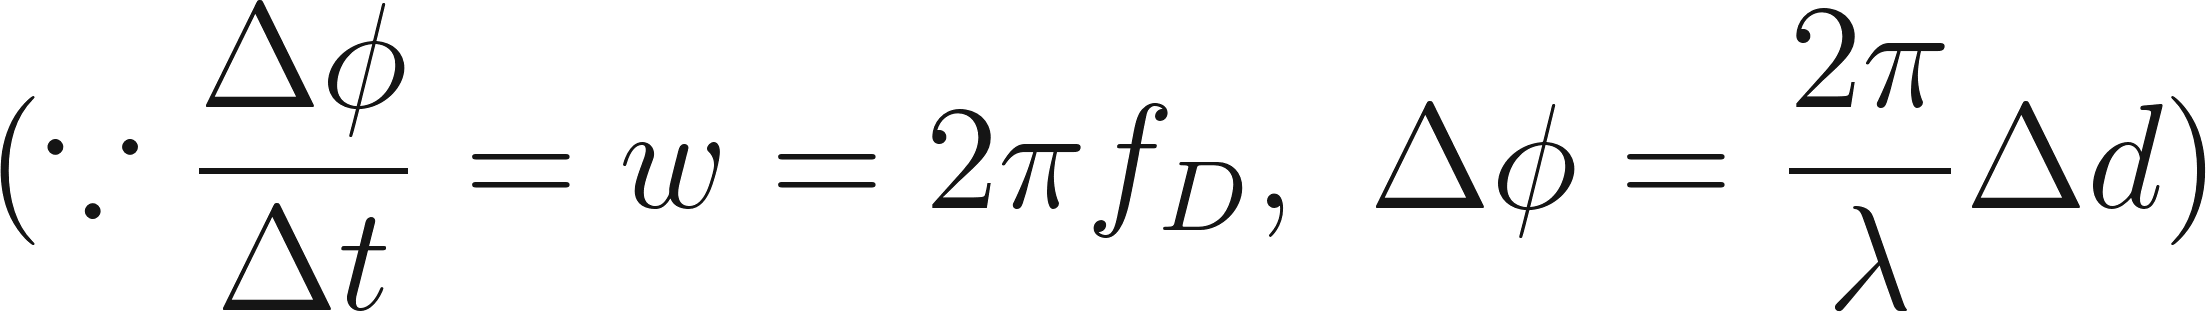 (∵ Δϕ/Δt = w = 2πf_D, Δϕ = 2π/λ Δd)